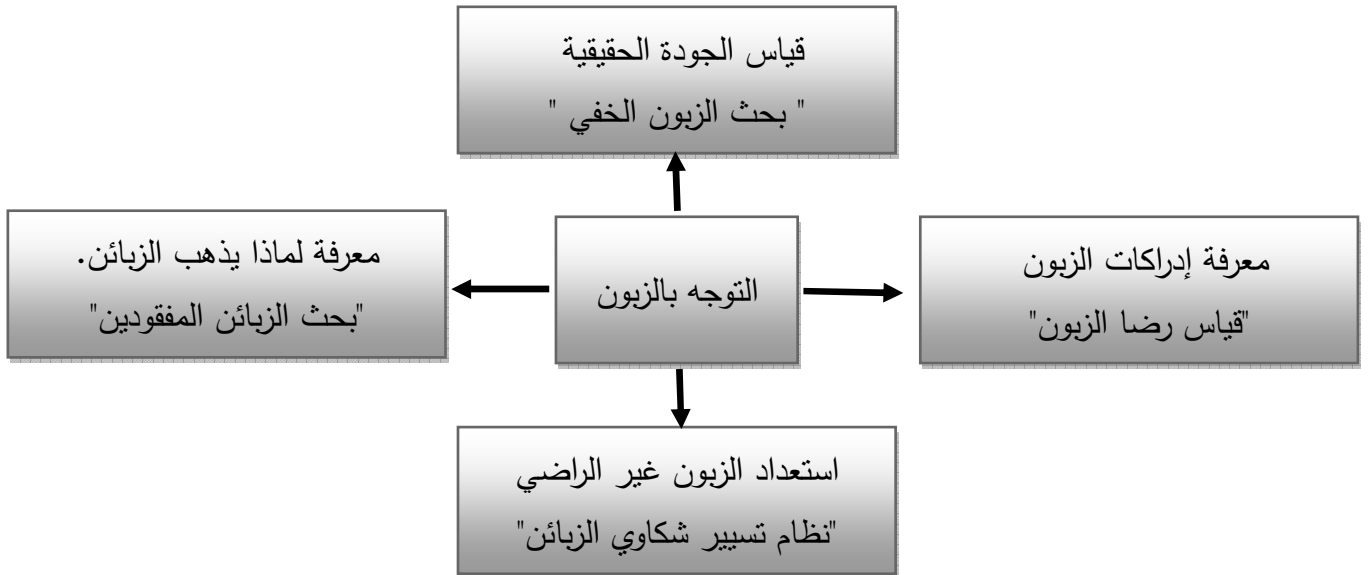 قياس الجودة الحقيقية
" بحث الزبون الخفي "
معرفة إدراكات الزبون
"قياس رضا الزبون"
التوجه بالزبون
معرفة لماذا يذهب الزبائن.
"بحث الزبائن المفقودين"
استعداد الزبون غير الراضي
"نظام تسيير شكاوي الزبائن"